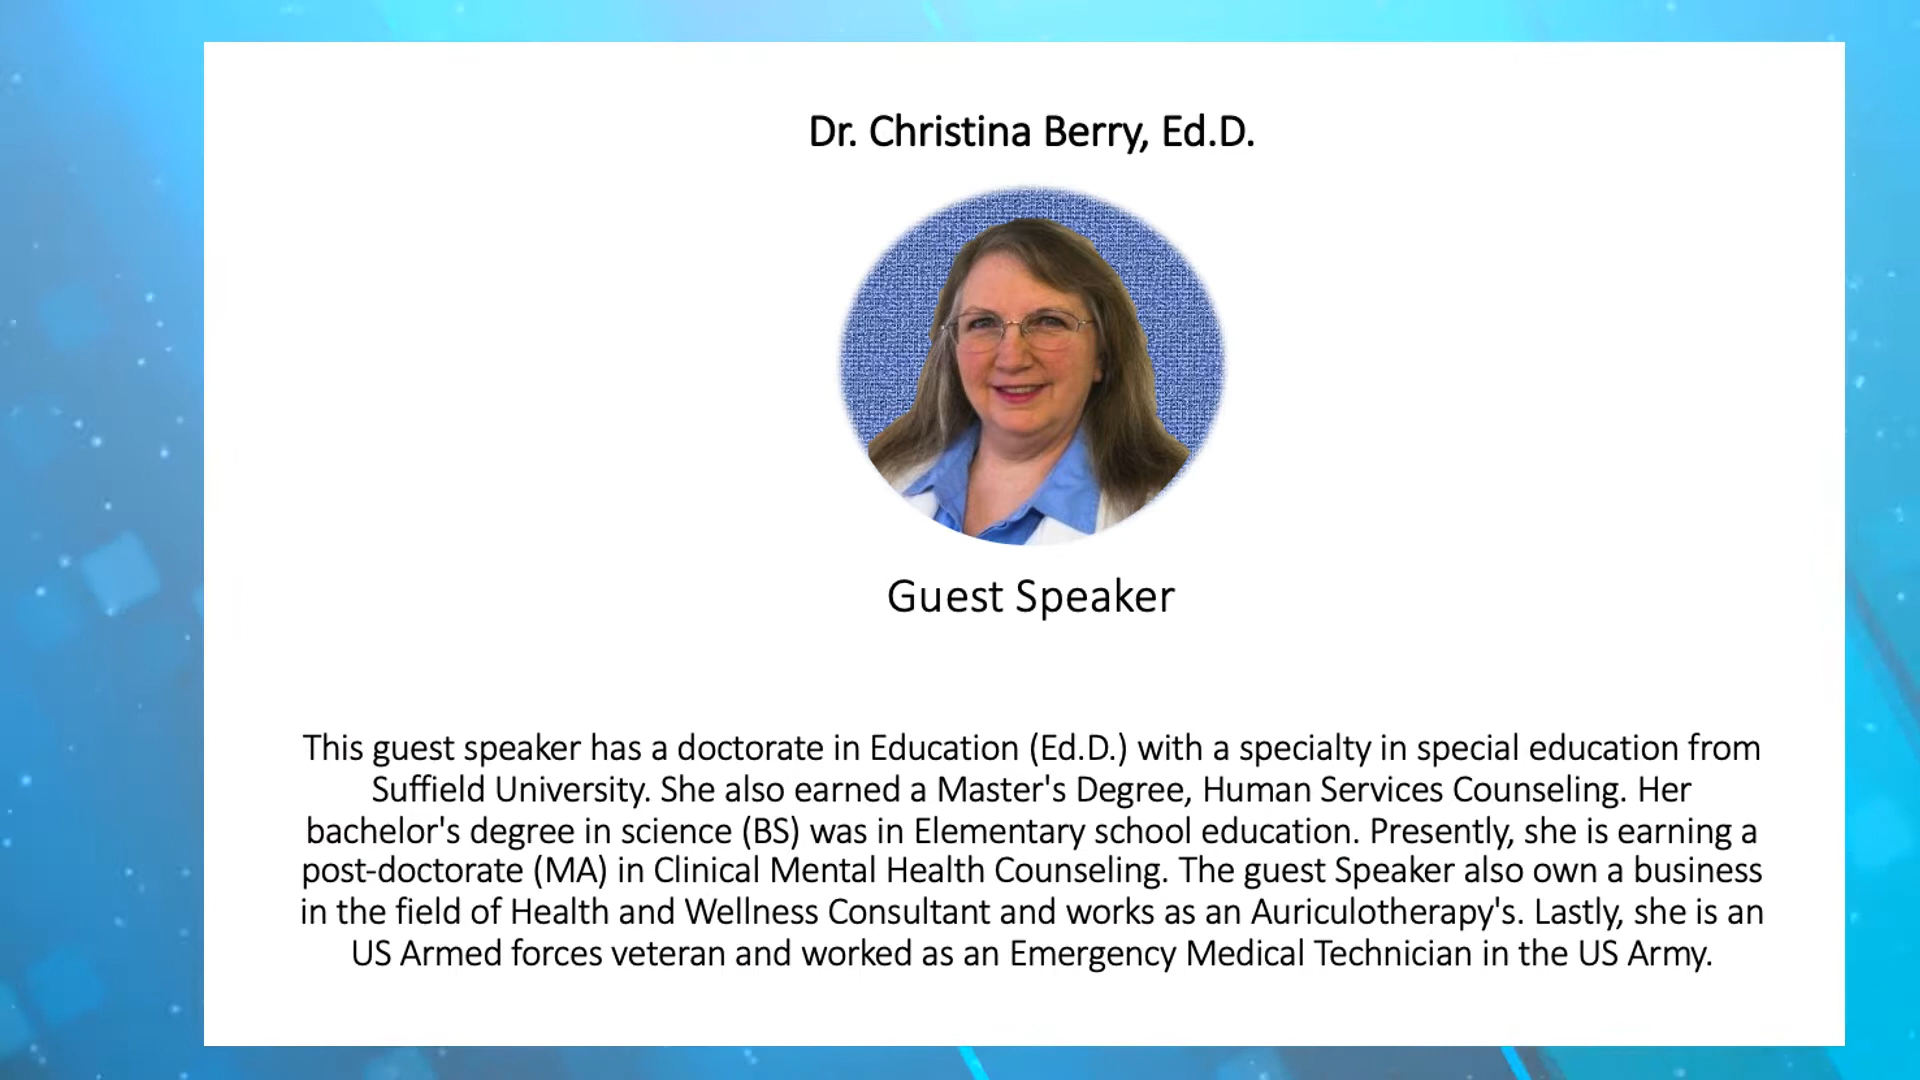 Dr. Christina Berry, Ed.D.
Guest Speaker
This guest speaker has a doctorate in Education (Ed.D.) with a specialty in special education from
Suffield University. She also earned a Master's Degree, Human Services Counseling. Her
bachelor's degree in science (BS) was in Elementary school education. Presently, she is earning a
post-doctorate (MA) in Clinical Mental Health Counseling. The guest Speaker also own a business
in the field of Health and Wellness Consultant and works as an Auriculotherapy's. Lastly, she is an
US Armed forces veteran and worked as an Emergency Medical Technician in the US Army.